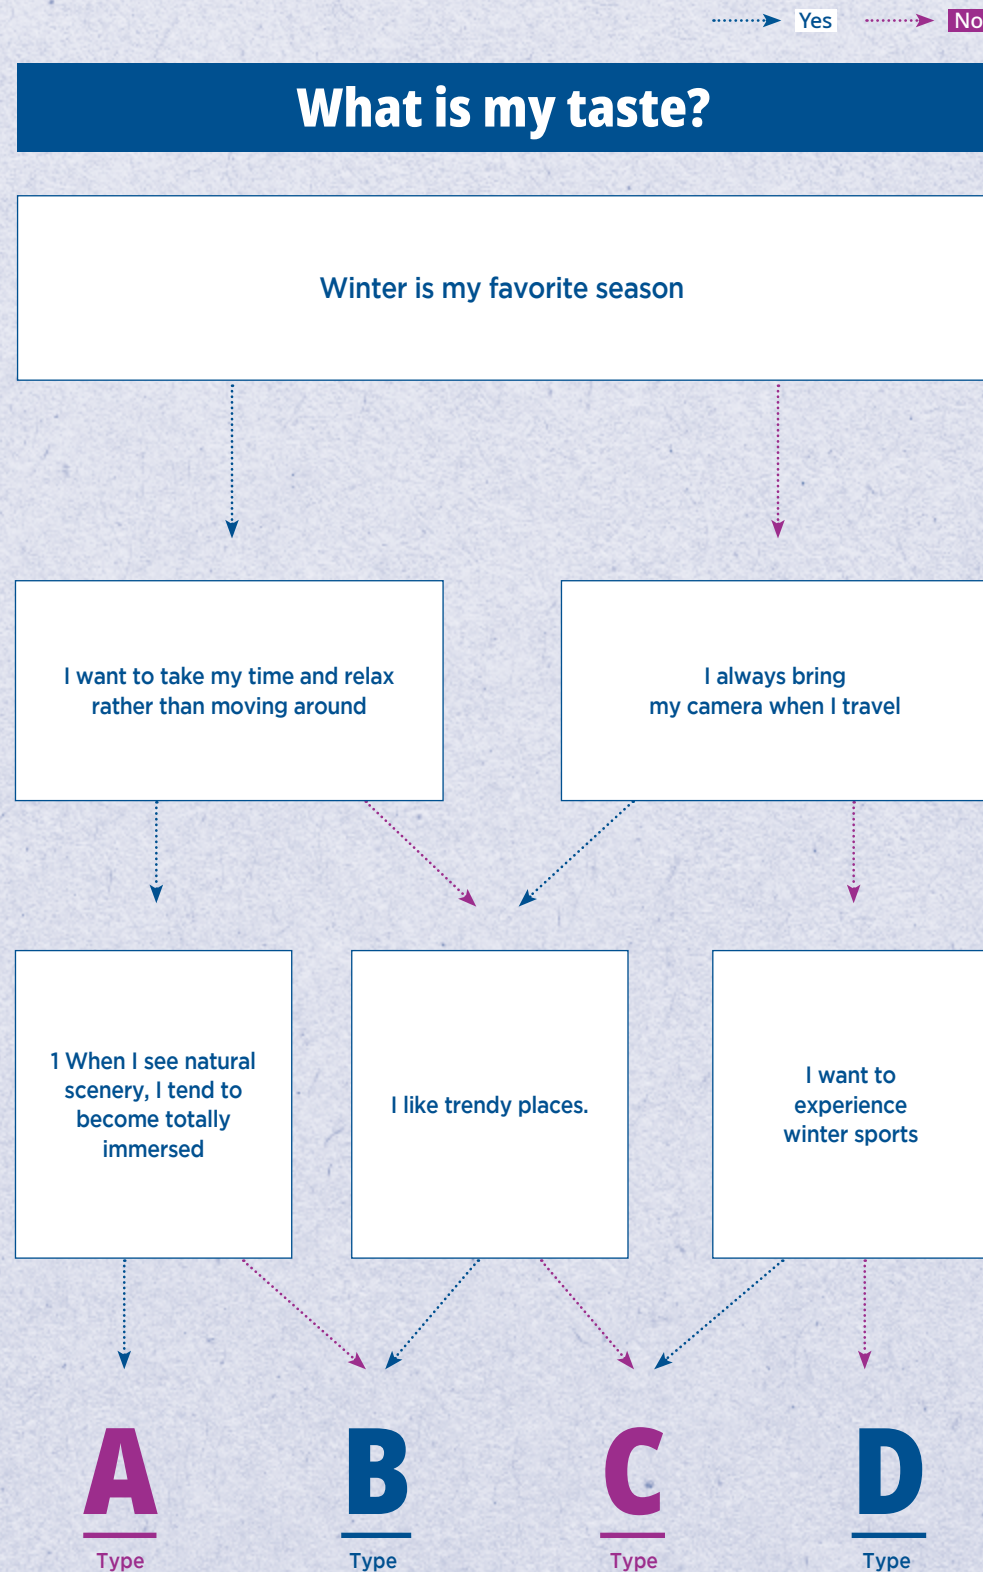 Yes No
What is my taste?
Winter is my favorite season
I want to take my time and relax
rather than moving around
I always bring
my camera when I travel
1 When I see natural
scenery, I tend to
become totally
immersed
I like trendy places.
I want to
experience
winter sports
A B C D
Type Type Type Type